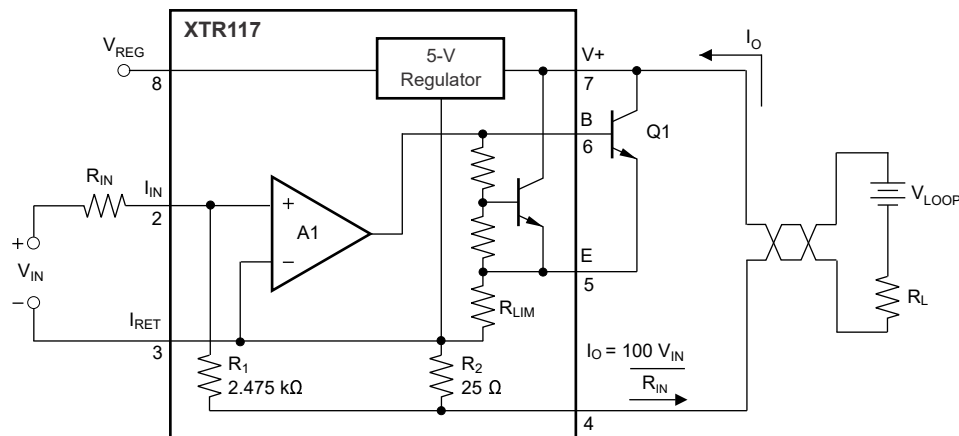 XTR117
V_REG
8
5-V
Regulator
V+
7
I_O
B
6
Q1
R_IN
I_IN
2
+
A1
−
V_LOOP
+
V_IN
−
E
5
R_LIM
R_L
I_RET
3
R_1
2.475 kΩ
R_2
25 Ω
I_O = 100 V_IN
R_IN
4